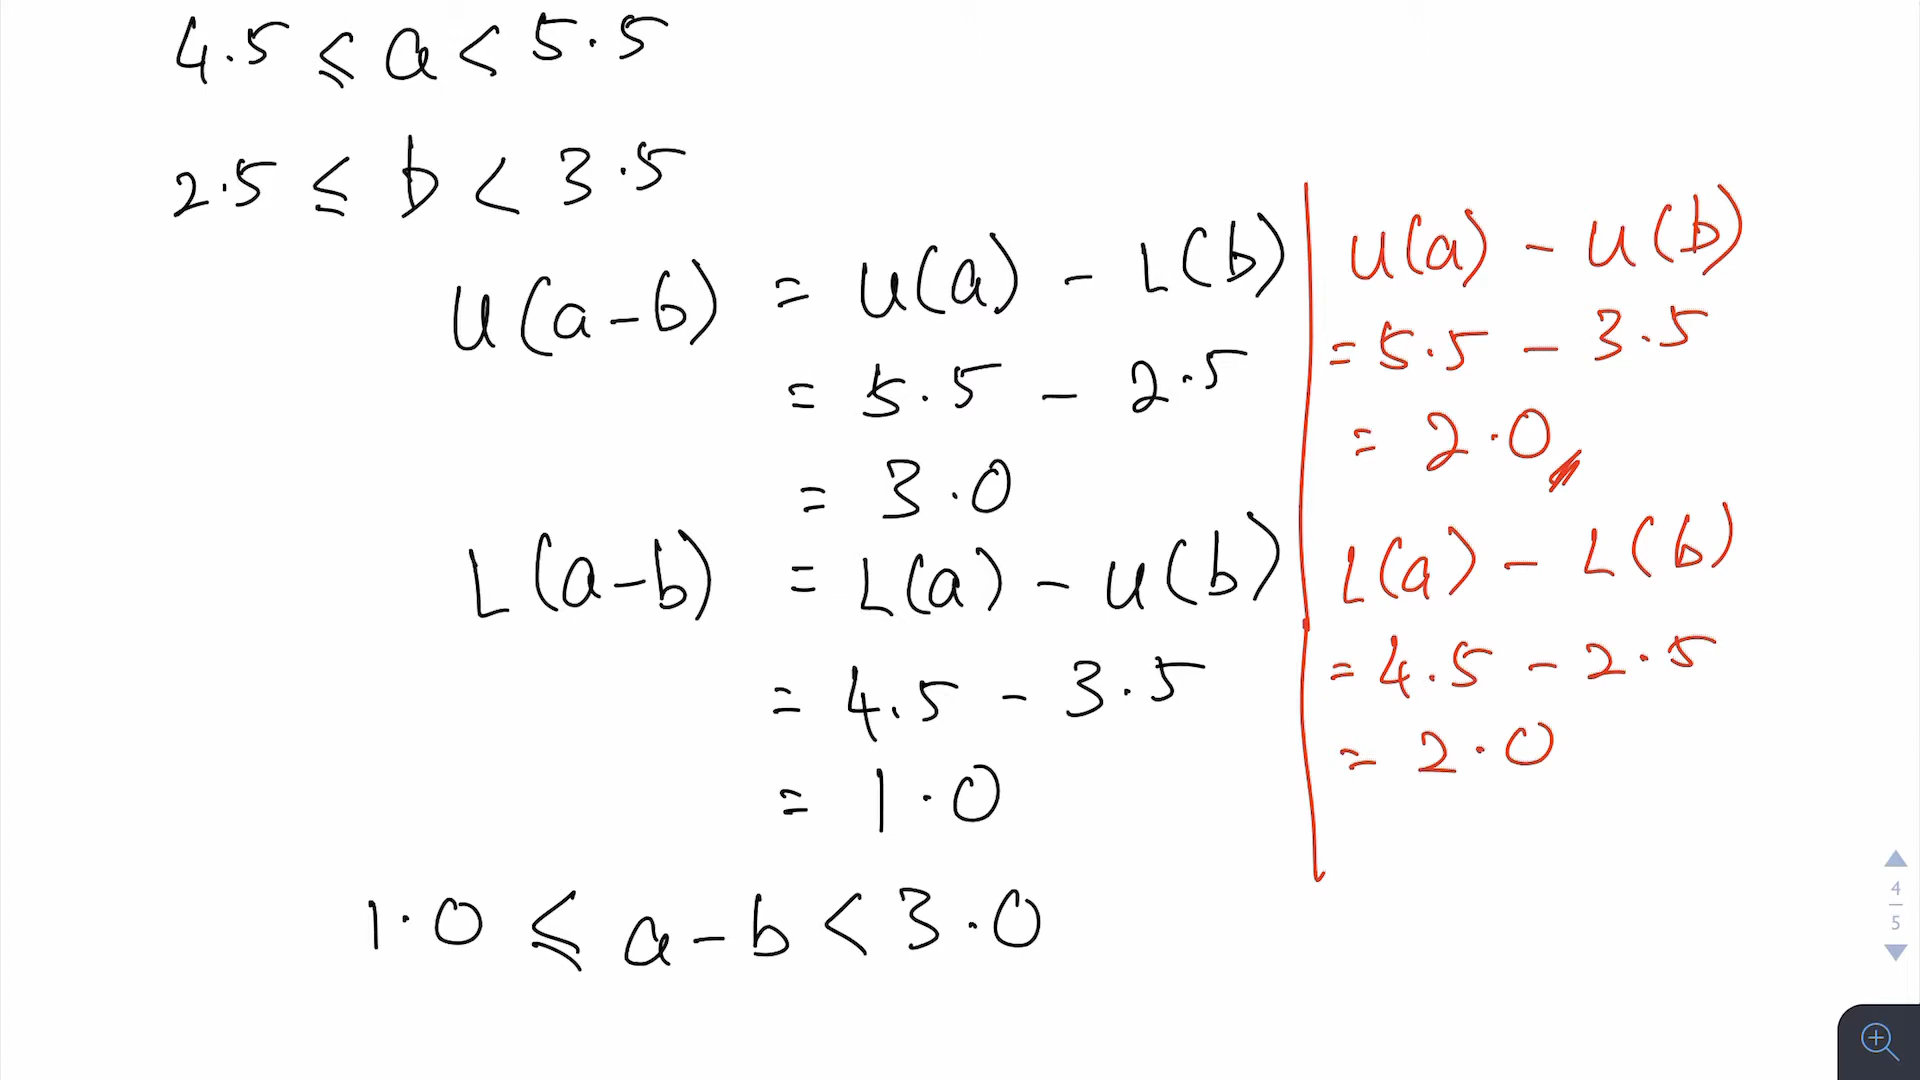 4.5 ≤ a < 5.5
2.5 ≤ b < 3.5
U(a-b) = U(a) - L(b)
= 5.5 - 2.5
= 3.0
L(a-b) = L(a) - U(b)
= 4.5 - 3.5
= 1.0
1.0 ≤ a-b < 3.0
U(a) - U(b)
= 5.5 - 3.5
= 2.0
L(a) - L(b)
= 4.5 - 2.5
= 2.0
4
5